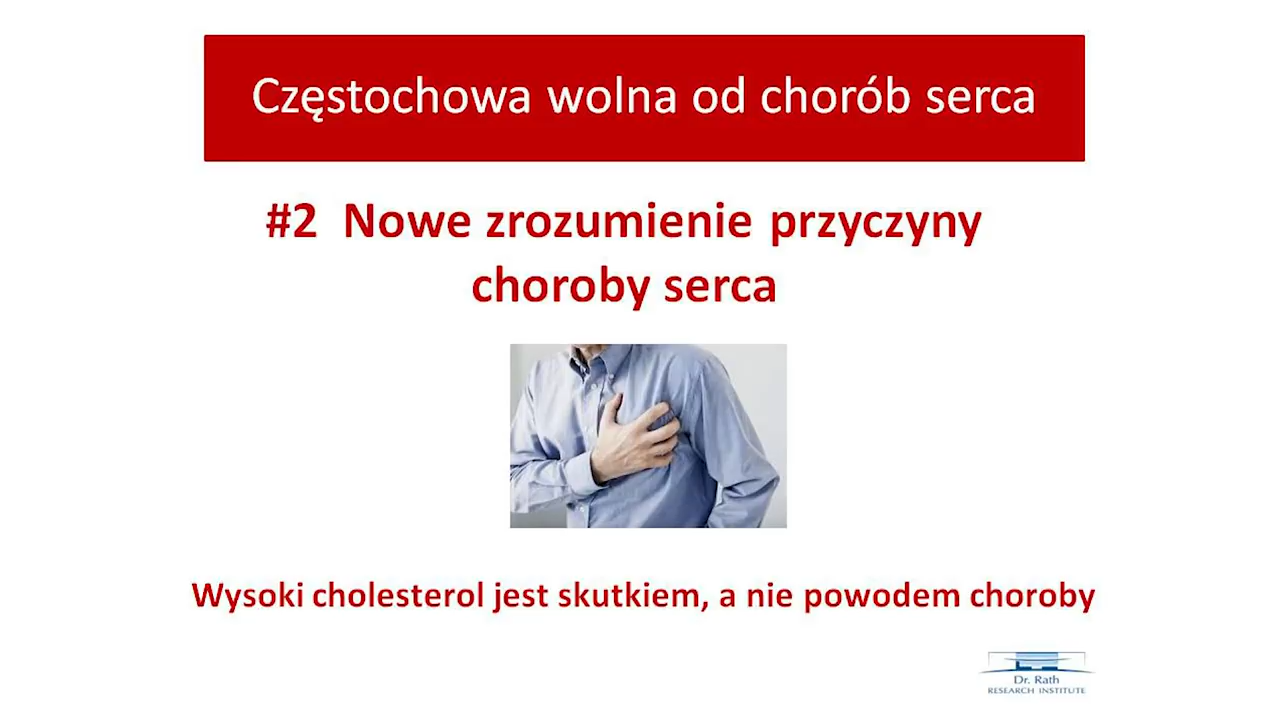 Częstochowa wolna od chorób serca
#2 Nowe zrozumienie przyczyny
choroby serca
Wysoki cholesterol jest skutkiem, a nie powodem choroby
Dr. Rath
RESEARCH INSTITUTE